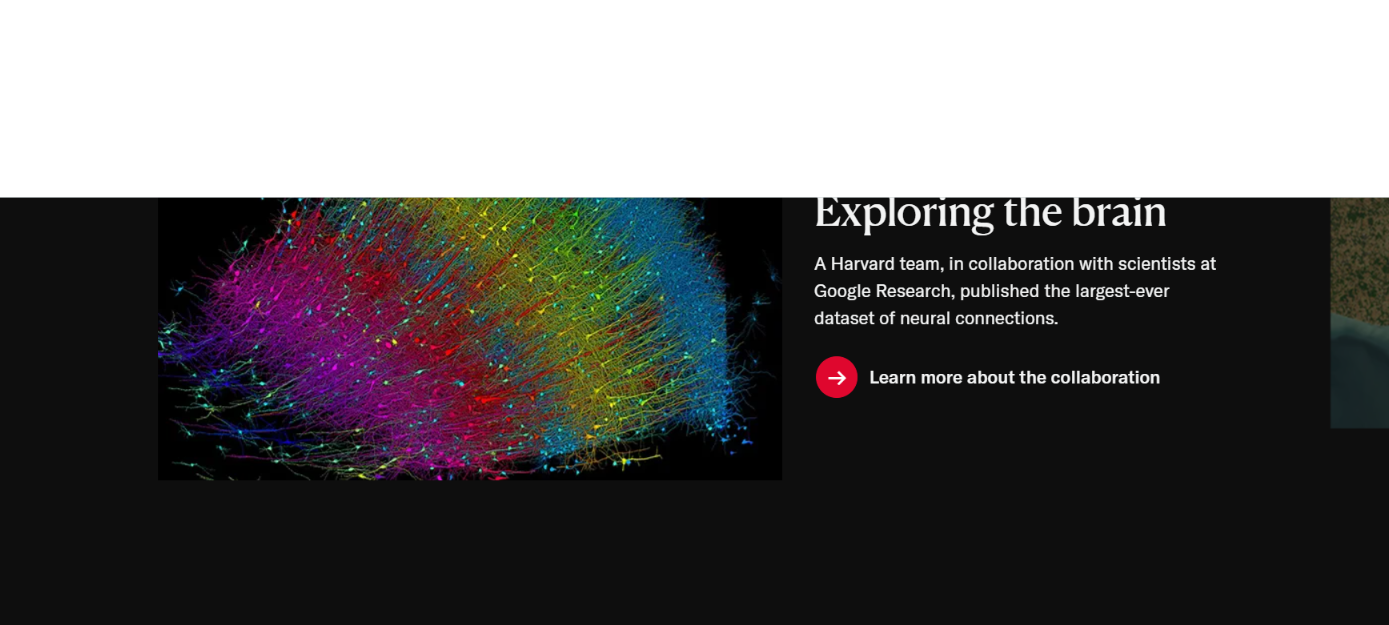 Exploring the brain
A Harvard team, in collaboration with scientists at
Google Research, published the largest-ever
dataset of neural connections.
Learn more about the collaboration